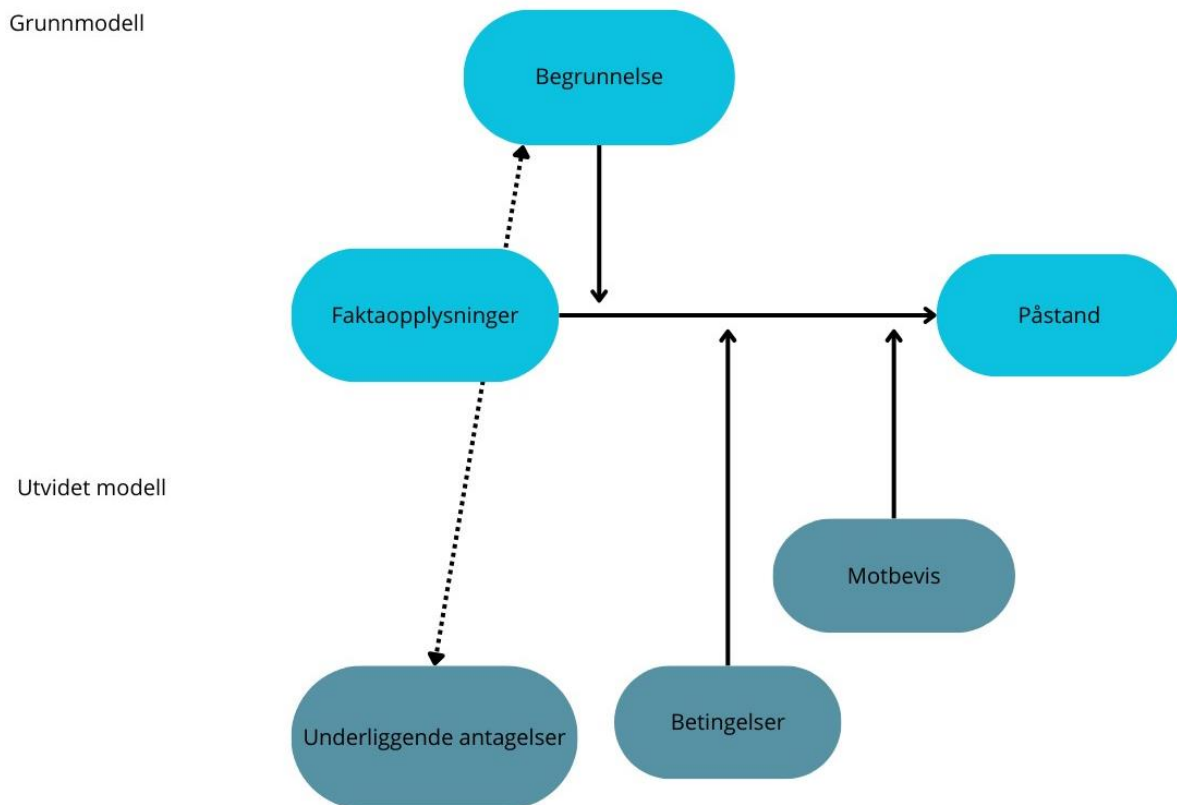 Grunnmodell
Begrunnelse
Faktaopplysninger
Påstand
Utvidet modell
Motbevis
Underliggende antagelser
Betingelser